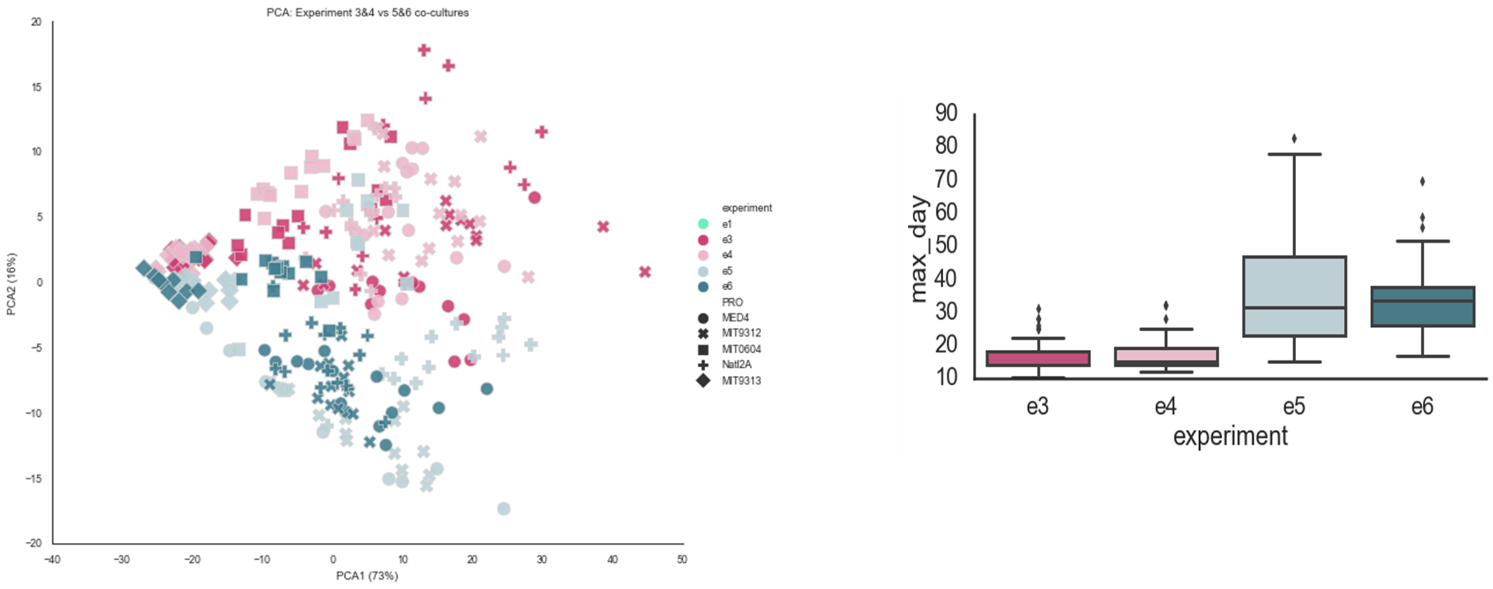 PCA: Experiment 3&4 vs 5&6 co-cultures
20
15
10
5
0
−5
−10
−15
−20
PCA2 (16%)
−40 −30 −20 −10 0 10 20 30 40 50
PCA1 (73%)
experiment
e1
e3
e4
e5
e6
PRO
MED4
MIT9312
MIT0604
Natl2A
MIT9313
90
80
70
60
50
40
30
20
10
max_day
e3 e4 e5 e6
experiment